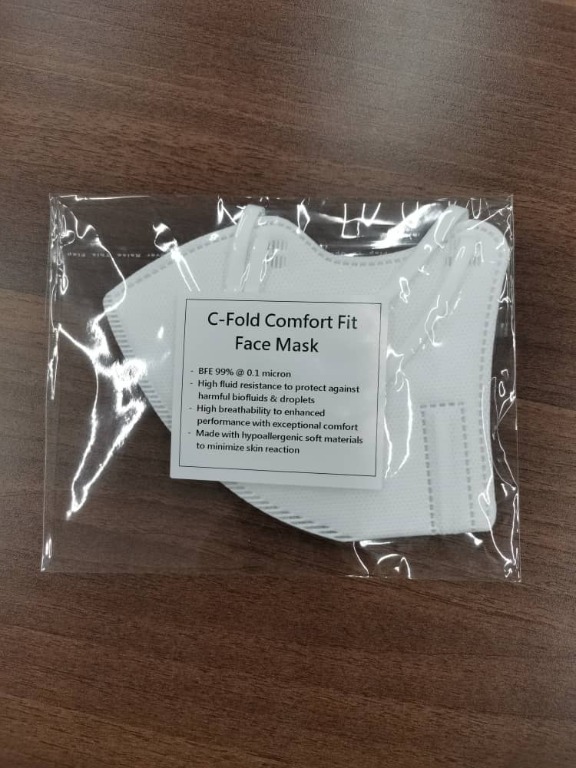 C-Fold Comfort Fit
Face Mask
- BFE 99% @ 0.1 micron
- High fluid resistance to protect against
harmful biofluids & droplets
- High breathability to enhanced
performance with exceptional comfort
- Made with hypoallergenic soft materials
to minimize skin reaction